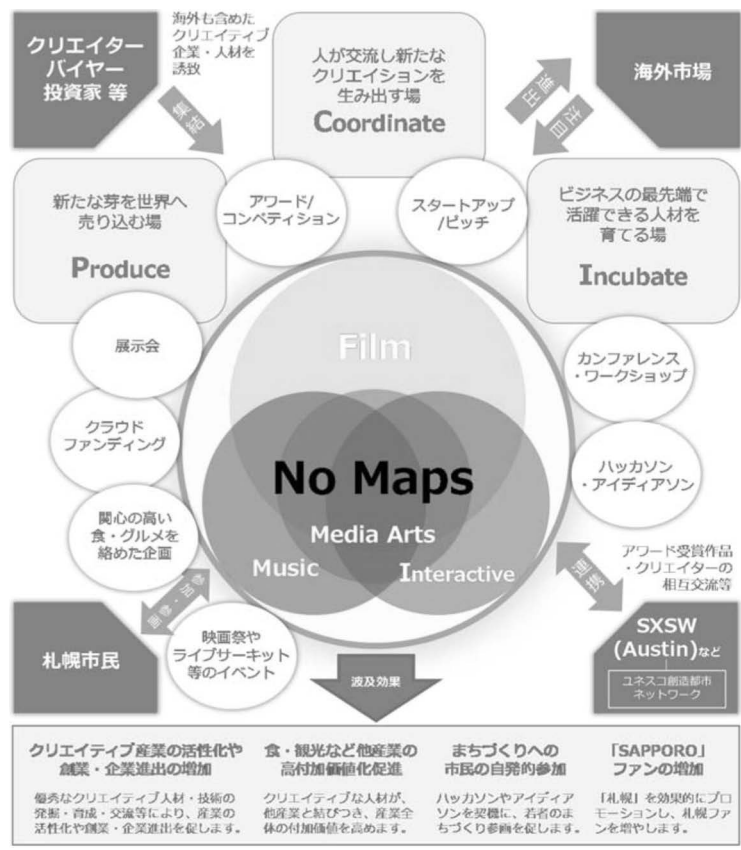 クリエイター
バイヤー
投資家 等
海外も含めた
クリエイティブ
企業・人材を
誘致
集結
人が交流し新たな
クリエイションを
生み出す場
Coordinate
進出
注目
海外市場
新たな芽を世界へ
売り込む場
Produce
アワード/
コンペティション
スタートアップ
/ピッチ
ビジネスの最先端で
活躍できる人材を
育てる場
Incubate
展示会
クラウド
ファンディング
関心の高い
食・グルメを
絡めた企画
Film
No Maps
Media Arts
Music
Interactive
カンファレンス
・ワークショップ
ハッカソン
・アイディアソン
アワード受賞作品
・クリエイターの
相互交流等
連携
札幌市民
映画祭や
ライブサーキット
等のイベント
波及効果
SXSW
(Austin)など
ユネスコ創造都市
ネットワーク
クリエイティブ産業の活性化や
創業・企業進出の増加
優秀なクリエイティブ人材・技術の
発掘・育成・交流等により、産業の
活性化や創業・企業進出を促します。
食・観光など他産業の
高付加価値化促進
クリエイティブな人材が、
他産業と結びつき、産業全
体の付加価値を高めます。
まちづくりへの
市民の自発的参加
ハッカソンやアイディア
ソンを契機に、若者のま
ちづくり参画を促します。
「SAPPORO」
ファンの増加
「札幌」を効果的にプロ
モーションし、札幌ファ
ンを増やします。